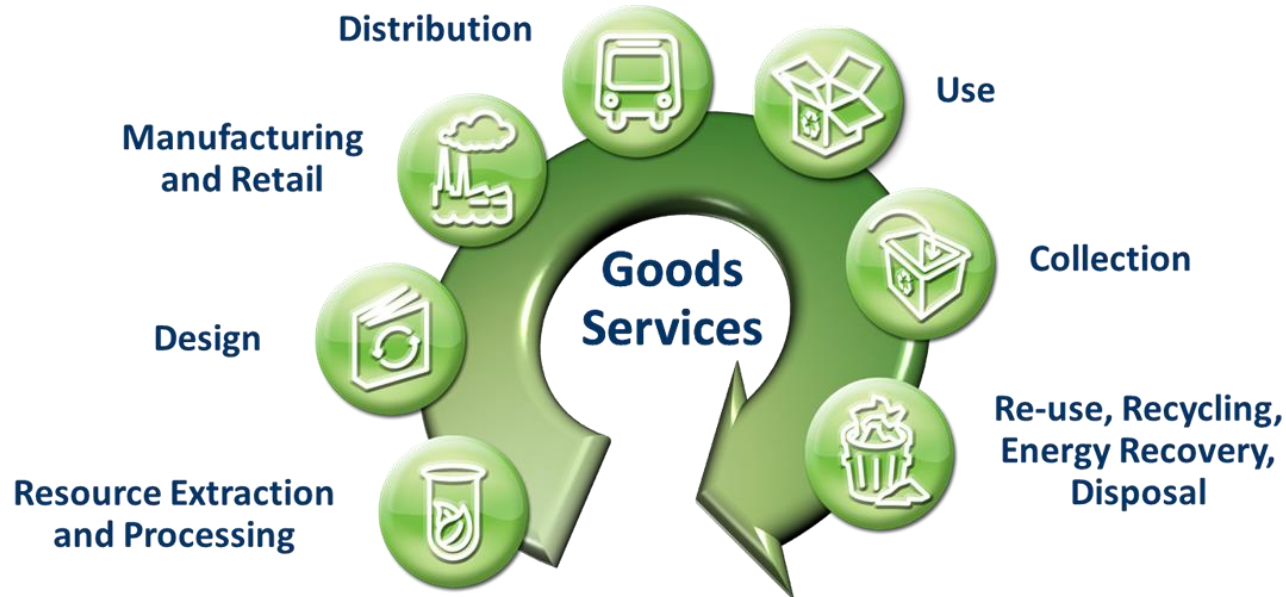 Distribution
Use
Manufacturing
and Retail
Goods
Services
Collection
Design
Re-use, Recycling,
Energy Recovery,
Disposal
Resource Extraction
and Processing